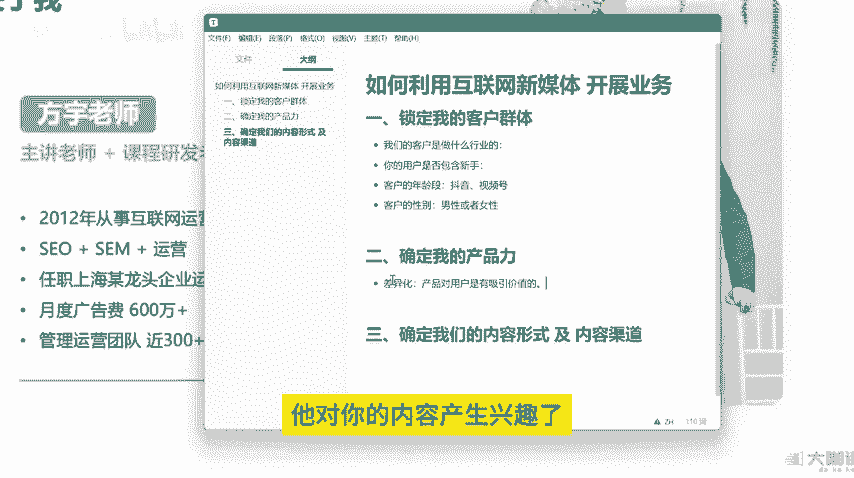 方宇老师
主讲老师 + 课程研发
• 2012年从事互联网运营
• SEO + SEM + 运营
• 任职上海某龙头企业运
• 月度广告费 600万+
• 管理运营团队 近300+
文件(F) 编辑(E) 段落(P) 格式(O) 视图(V) 主题(T) 帮助(H)
文件 大纲
如何利用互联网新媒体 开展业务
一、锁定我的客户群体
二、确定我的产品力
三、确定我们的内容形式 及
内容渠道
如何利用互联网新媒体 开展业务
一、锁定我的客户群体
• 我们的客户是做什么行业的:
• 你的用户是否包含新手:
• 客户的年龄段: 抖音、视频号
• 客户的性别: 男性或者女性
二、确定我的产品力
• 差异化: 产品对用户是有吸引价值的。
三、确定我们的内容形式 及 内容渠道
ZH 110 词
他对你的内容产生兴趣了